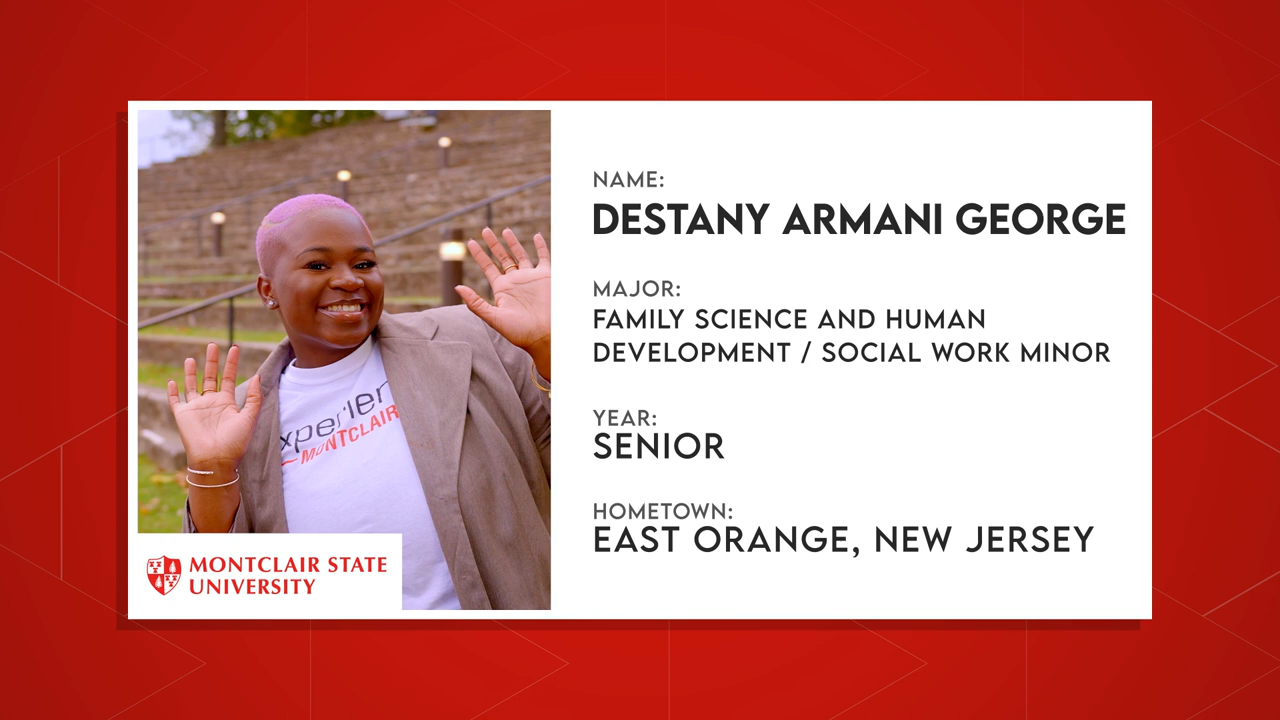 xperien
MONTCLAIR
MONTCLAIR STATE
UNIVERSITY
NAME:
DESTANY ARMANI GEORGE
MAJOR:
FAMILY SCIENCE AND HUMAN
DEVELOPMENT / SOCIAL WORK MINOR
YEAR:
SENIOR
HOMETOWN:
EAST ORANGE, NEW JERSEY